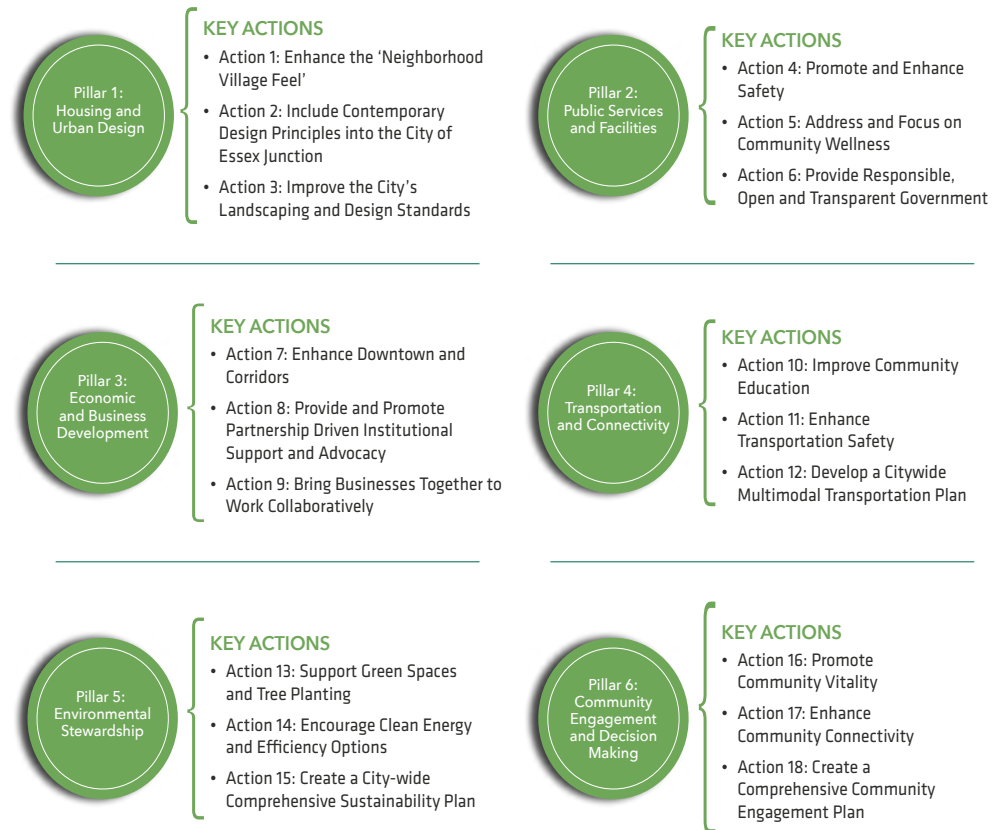 Pillar 1:
Housing and
Urban Design
KEY ACTIONS
• Action 1: Enhance the ‘Neighborhood
Village Feel’
• Action 2: Include Contemporary
Design Principles into the City of
Essex Junction
• Action 3: Improve the City’s
Landscaping and Design Standards
Pillar 2:
Public Services
and Facilities
KEY ACTIONS
• Action 4: Promote and Enhance
Safety
• Action 5: Address and Focus on
Community Wellness
• Action 6: Provide Responsible,
Open and Transparent Government
Pillar 3:
Economic
and Business
Development
KEY ACTIONS
• Action 7: Enhance Downtown and
Corridors
• Action 8: Provide and Promote
Partnership Driven Institutional
Support and Advocacy
• Action 9: Bring Businesses Together to
Work Collaboratively
Pillar 4:
Transportation
and Connectivity
KEY ACTIONS
• Action 10: Improve Community
Education
• Action 11: Enhance
Transportation Safety
• Action 12: Develop a Citywide
Multimodal Transportation Plan
Pillar 5:
Environmental
Stewardship
KEY ACTIONS
• Action 13: Support Green Spaces
and Tree Planting
• Action 14: Encourage Clean Energy
and Efficiency Options
• Action 15: Create a City-wide
Comprehensive Sustainability Plan
Pillar 6:
Community
Engagement
and Decision
Making
KEY ACTIONS
• Action 16: Promote
Community Vitality
• Action 17: Enhance
Community Connectivity
• Action 18: Create a
Comprehensive Community
Engagement Plan